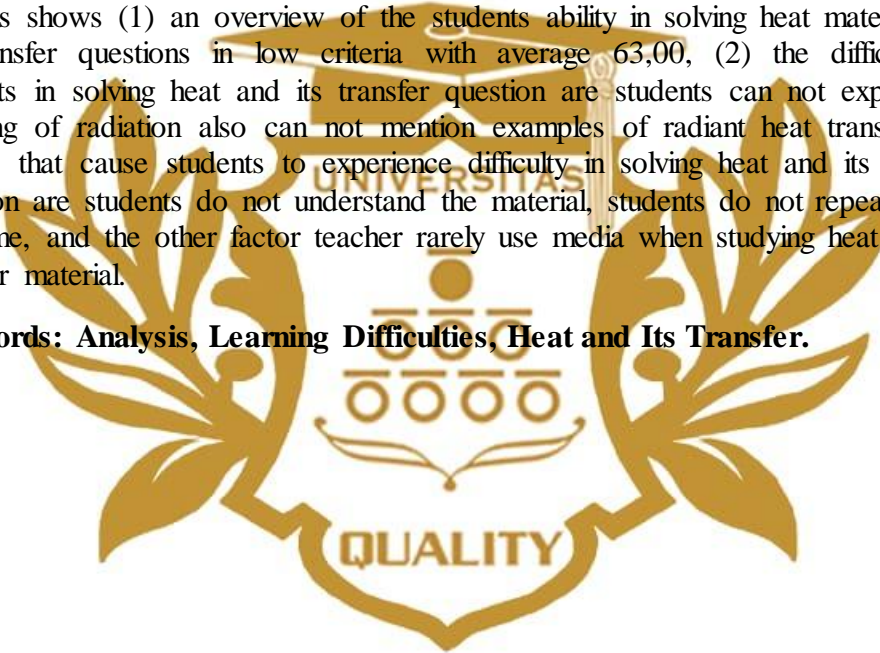 s shows (1) an overview of the students ability in solving heat mate
nsfer questions in low criteria with average 63,00, (2) the diffic
ts in solving heat and its transfer question are students can not exp
ng of radiation also can not mention examples of radiant heat trans
that cause students to experience difficulty in solving heat and its
on are students do not understand the material, students do not repea
me, and the other factor teacher rarely use media when studying heat
r material.
ords: Analysis, Learning Difficulties, Heat and Its Transfer.
UNIVERSITAS
QUALITY